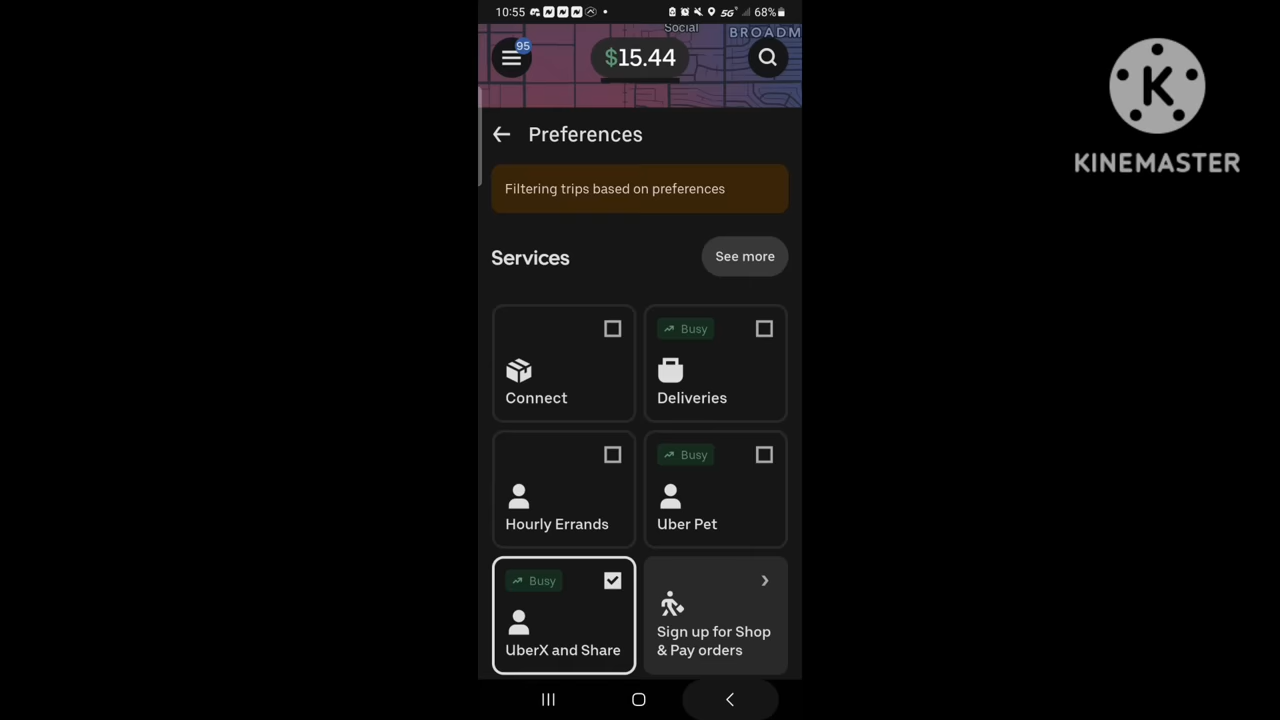 10:55
5G
68%
Social
BROADM
95
$15.44
K
KINEMASTER
Preferences
Filtering trips based on preferences
Services
See more
Connect
Busy
Deliveries
Hourly Errands
Busy
Uber Pet
Busy
UberX and Share
Sign up for Shop
& Pay orders